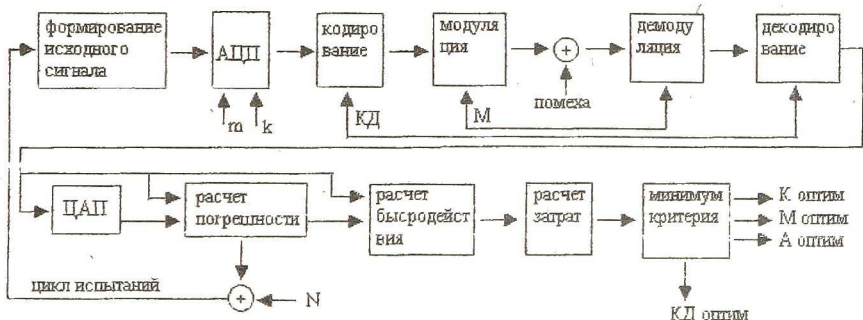 формирование
исходного
сигнала
АЦП
кодиро
вание
модуля
ция
+
демоду
ляция
декодиро
вание
помеха
m
k
КД
М
ЦАП
расчет
погрешности
расчет
бысродейст
вия
расчет
затрат
минимум
критерия
К оптим
М оптим
А оптим
цикл испытаний
+
N
КД оптим